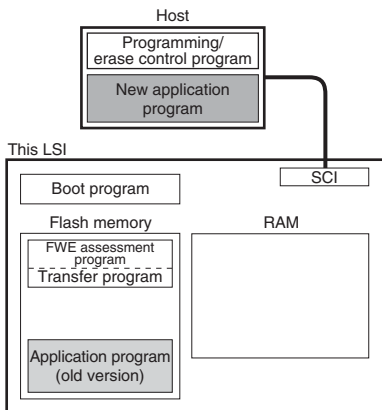 Host
Programming/
erase control program
New application
program
This LSI
SCI
Boot program
Flash memory
RAM
FWE assessment
program
Transfer program
Application program
(old version)